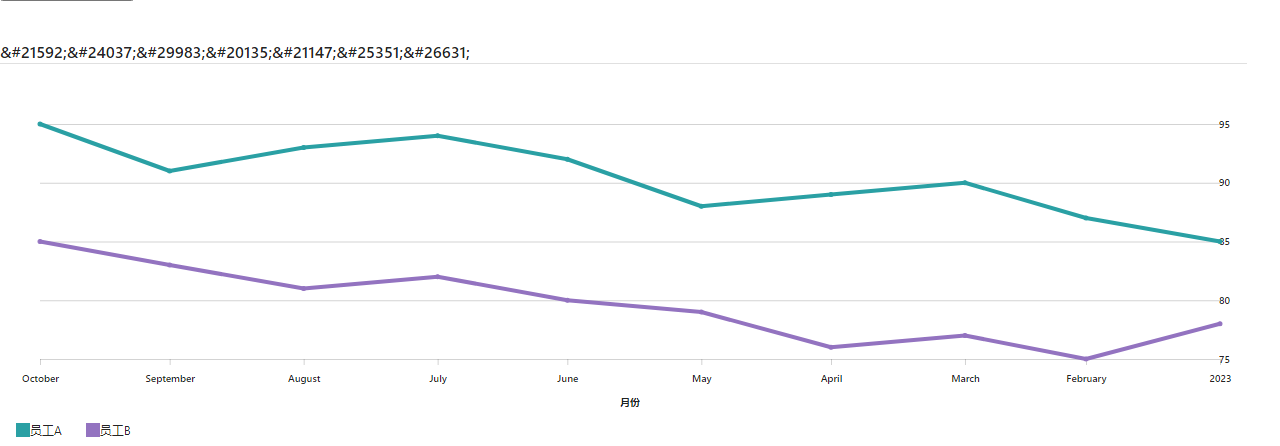 &#21592;&#24037;&#29983;&#20135;&#21147;&#25351;&#26631;
95
90
85
80
75
October September August July June May April March February 2023
月份
员工A 员工B